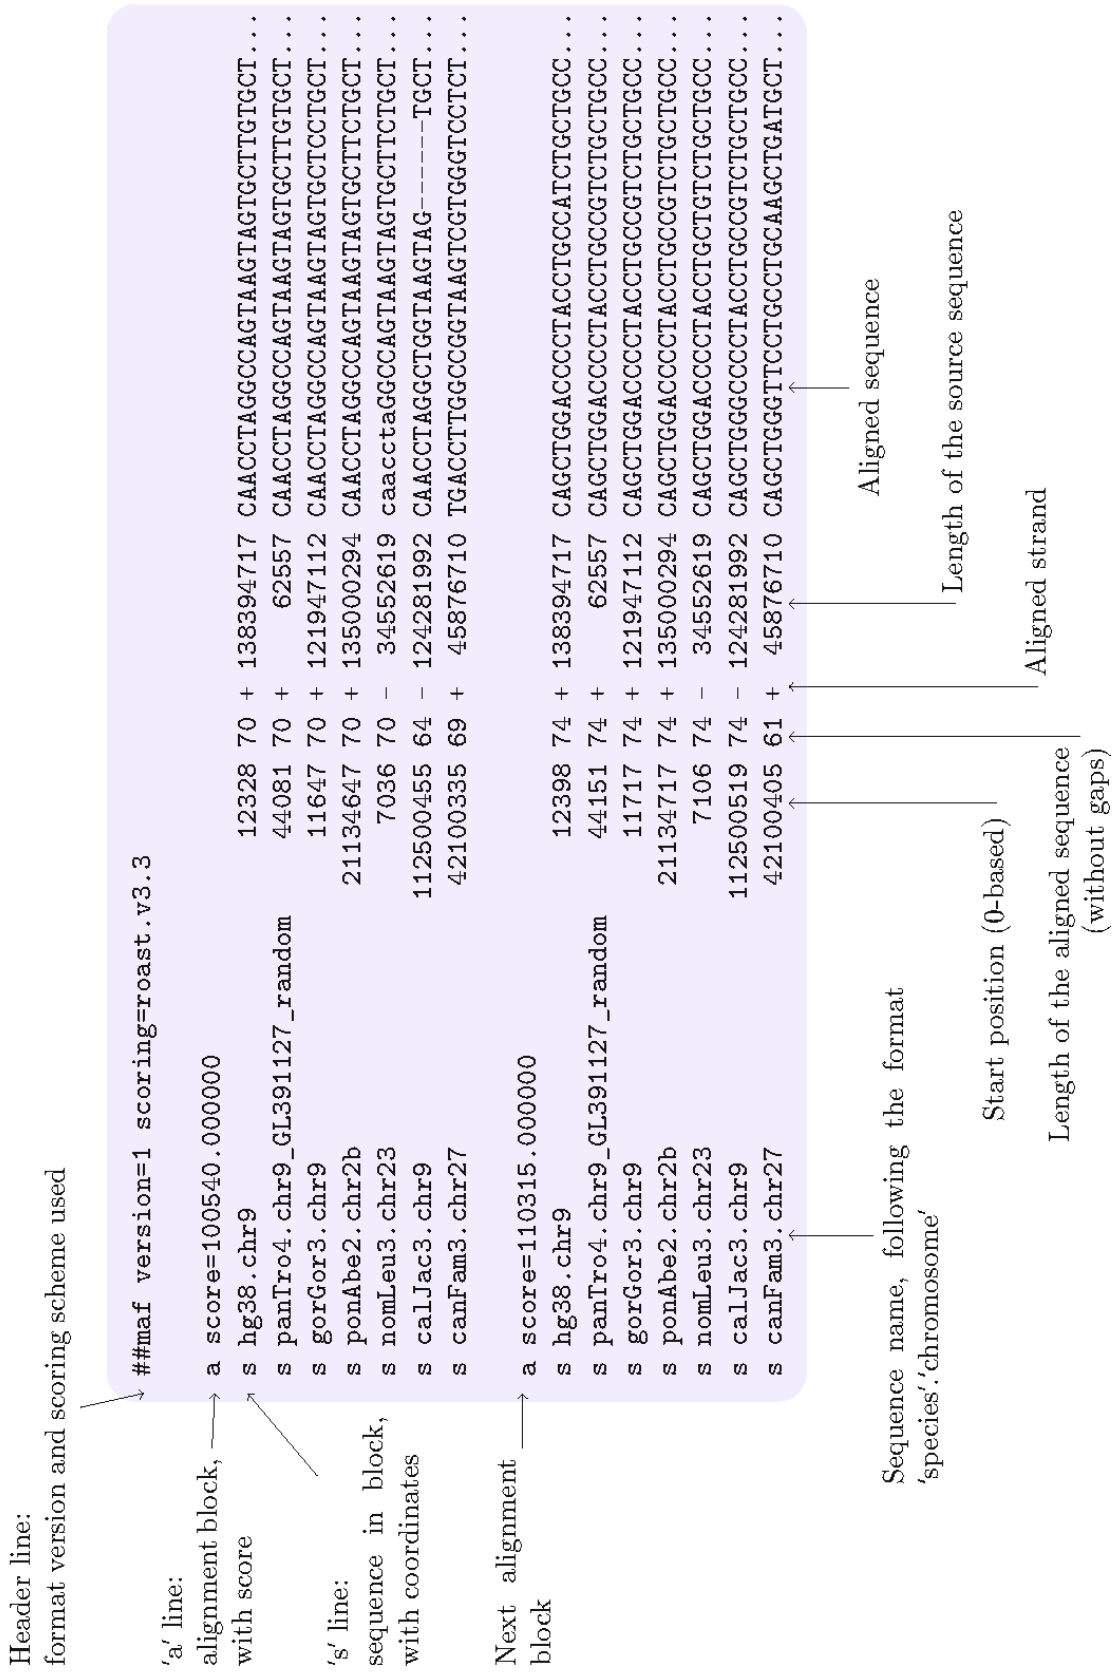 Header line:
format version and scoring scheme used
##maf version=1 scoring=roast.v3.3
'a' line:
alignment block,
with score
a score=100540.000000
's' line:
sequence in block,
with coordinates
s hg38.chr9 12328 70 + 138394717 CAACCTAGGCCAGTAAGTAGTGCTTGTGCT...
s panTro4.chr9_GL391127_random 44081 70 + 62557 CAACCTAGGCCAGTAAGTAGTGCTTGTGCT...
s gorGor3.chr9 11647 70 + 121947112 CAACCTAGGCCAGTAAGTAGTGCTCCTGCT...
s ponAbe2.chr2b 21134647 70 + 135000294 CAACCTAGGCCAGTAAGTAGTGCTTCTGCT...
s nomLeu3.chr23 7036 70 - 34552619 caacctaGGCCAGTAAGTAGTGCTTCTGCT...
s calJac3.chr9 112500455 64 - 124281992 CAACCTAGGCTGGTAAGTAG------TGCT...
s canFam3.chr27 42100335 69 + 45876710 TGACCTTGGCCGGTAAGTCGTGGGTCCTCT...
Next alignment
block
a score=110315.000000
s hg38.chr9 12398 74 + 138394717 CAGCTGGACCCCTACCTGCCATCTGCTGCC...
s panTro4.chr9_GL391127_random 44151 74 + 62557 CAGCTGGACCCCTACCTGCCGTCTGCTGCC...
s gorGor3.chr9 11717 74 + 121947112 CAGCTGGACCCCTACCTGCCGTCTGCTGCC...
s ponAbe2.chr2b 21134717 74 + 135000294 CAGCTGGACCCCTACCTGCCGTCTGCTGCC...
s nomLeu3.chr23 7106 74 - 34552619 CAGCTGGACCCCTACCTGCTGTCTGCTGCC...
s calJac3.chr9 112500519 74 - 124281992 CAGCTGGGCCCCTACCTGCCGTCTGCTGCC...
s canFam3.chr27 42100405 61 + 45876710 CAGCTGGGTTCCTGCCTGCAAGCTGATGCT...
Sequence name, following the format
'species'.'chromosome'
Start position (0-based)
Length of the aligned sequence
(without gaps)
Aligned strand
Length of the source sequence
Aligned sequence